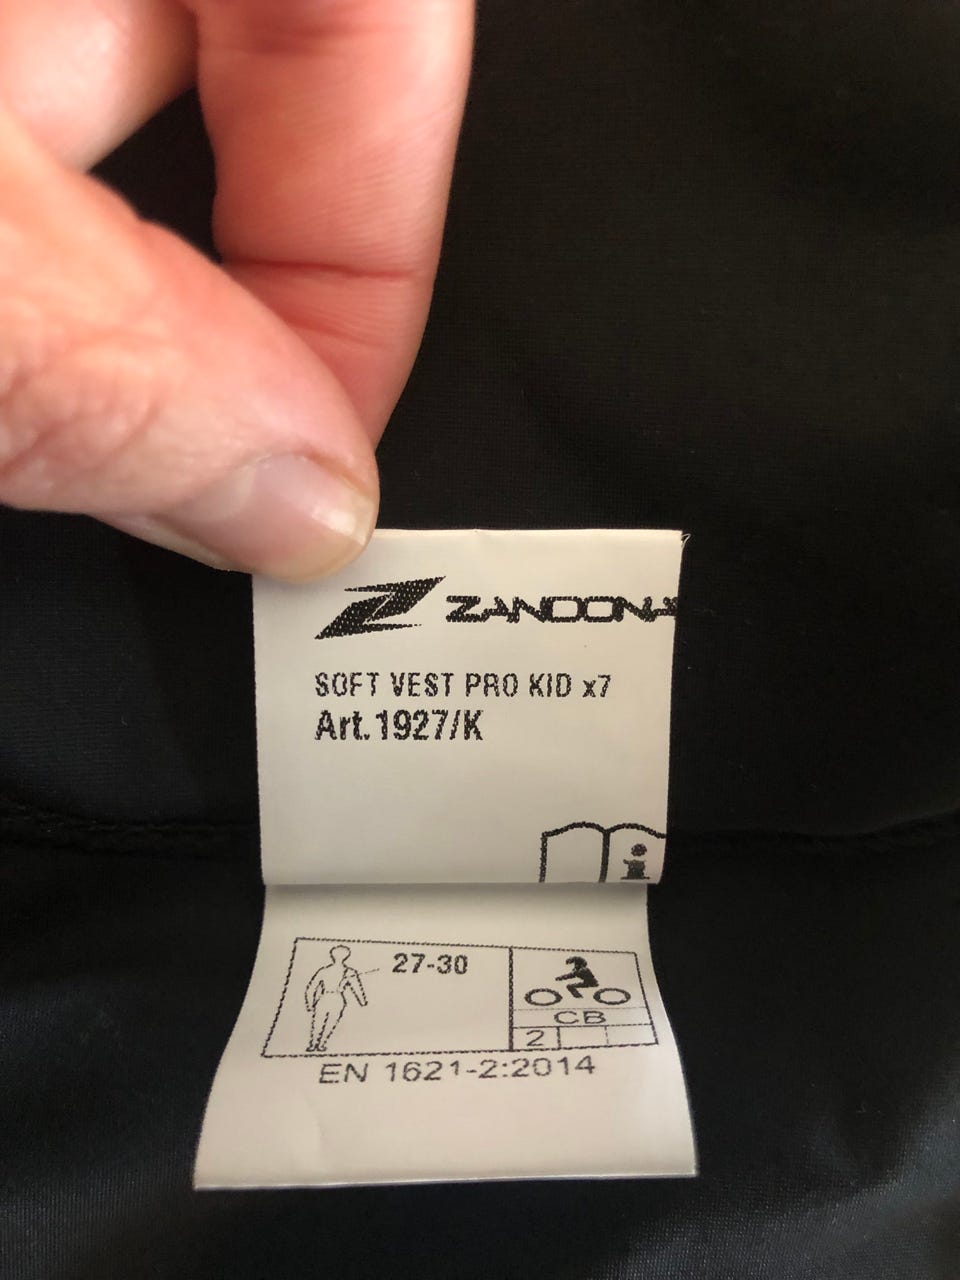 ZANDONA
SOFT VEST PRO KID x7
Art.1927/K
i
27-30
CB
2
EN 1621-2:2014